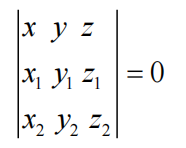 | x y z |
| x₁ y₁ z₁ | = 0
| x₂ y₂ z₂ |